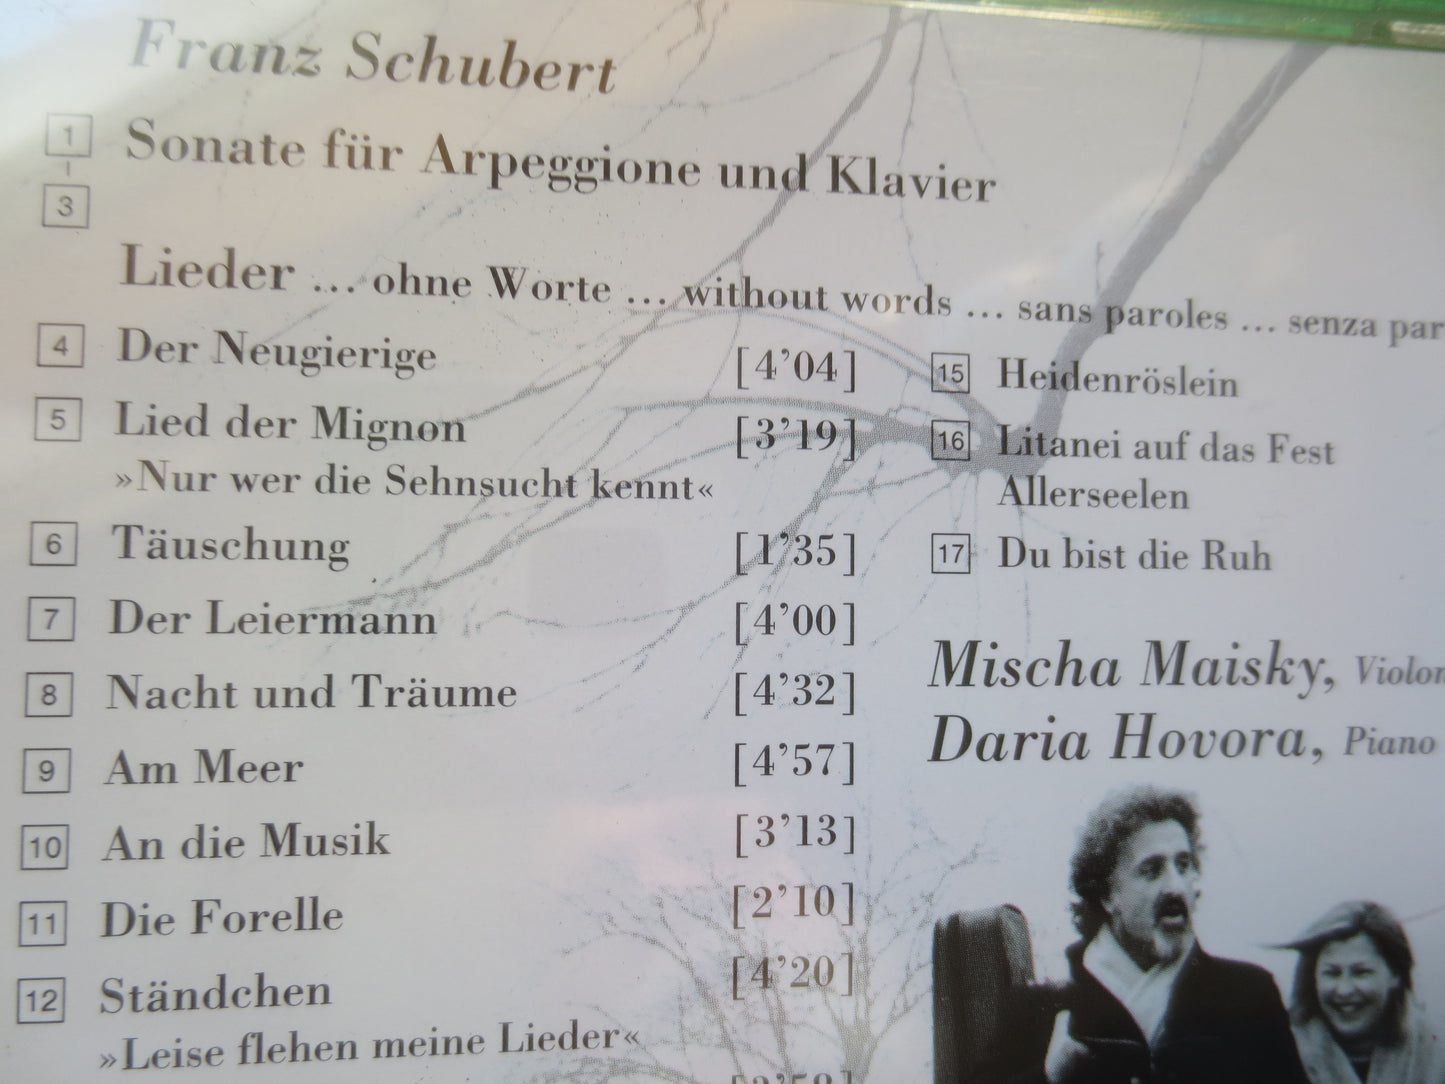 Franz Schubert
1 Sonate für Arpeggione und Klavier
3
Lieder ... ohne Worte ... without words ... sans paroles ... senza par
4 Der Neugierige [4’04]
5 Lied der Mignon [3’19]
»Nur wer die Sehnsucht kennt«
6 Täuschung [1’35]
7 Der Leiermann [4’00]
8 Nacht und Träume [4’32]
9 Am Meer [4’57]
10 An die Musik [3’13]
11 Die Forelle [2’10]
12 Ständchen [4’20]
»Leise flehen meine Lieder«
15 Heidenröslein
16 Litanei auf das Fest
Allerseelen
17 Du bist die Ruh
Mischa Maisky, Violon
Daria Hovora, Piano